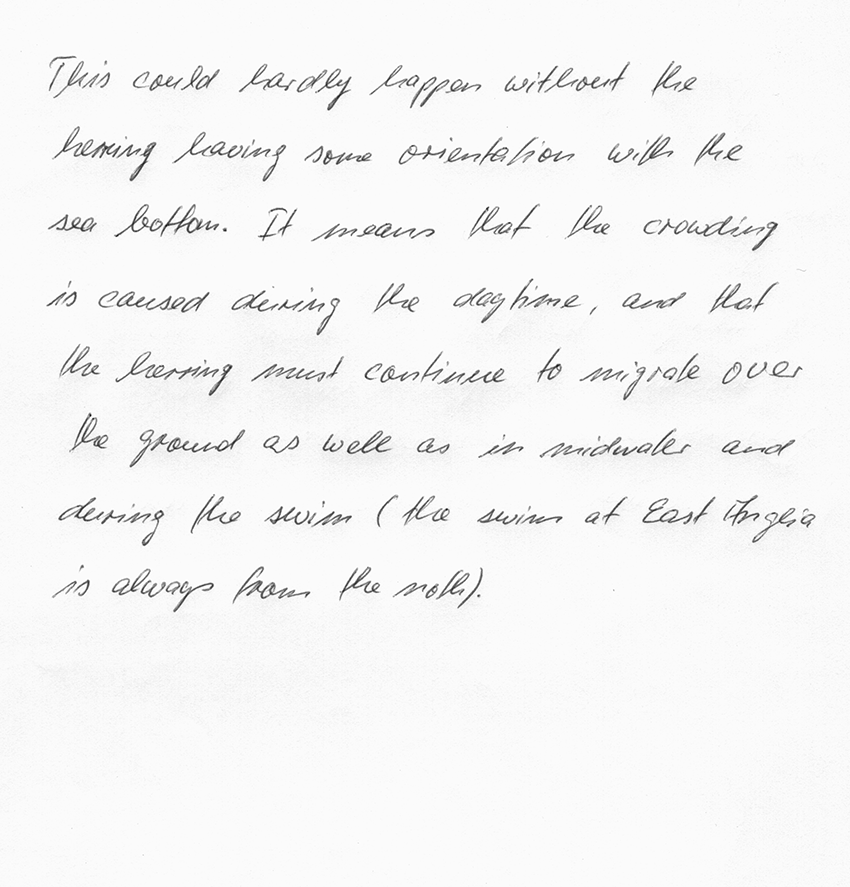 This could hardly happen without the
herring having some orientation with the
sea bottom. It means that the crowding
is caused during the daytime, and that
the herring must continue to migrate over
the ground as well as in midwater and
during the swim (the swim at East Anglia
is always from the noth).